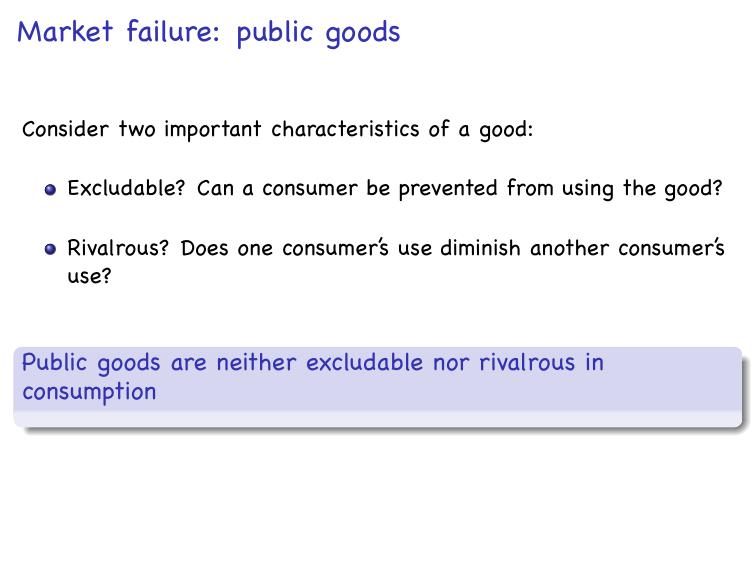 Market failure: public goods
Consider two important characteristics of a good:
Excludable? Can a consumer be prevented from using the good?
Rivalrous? Does one consumer's use diminish another consumer's
use?
Public goods are neither excludable nor rivalrous in
consumption